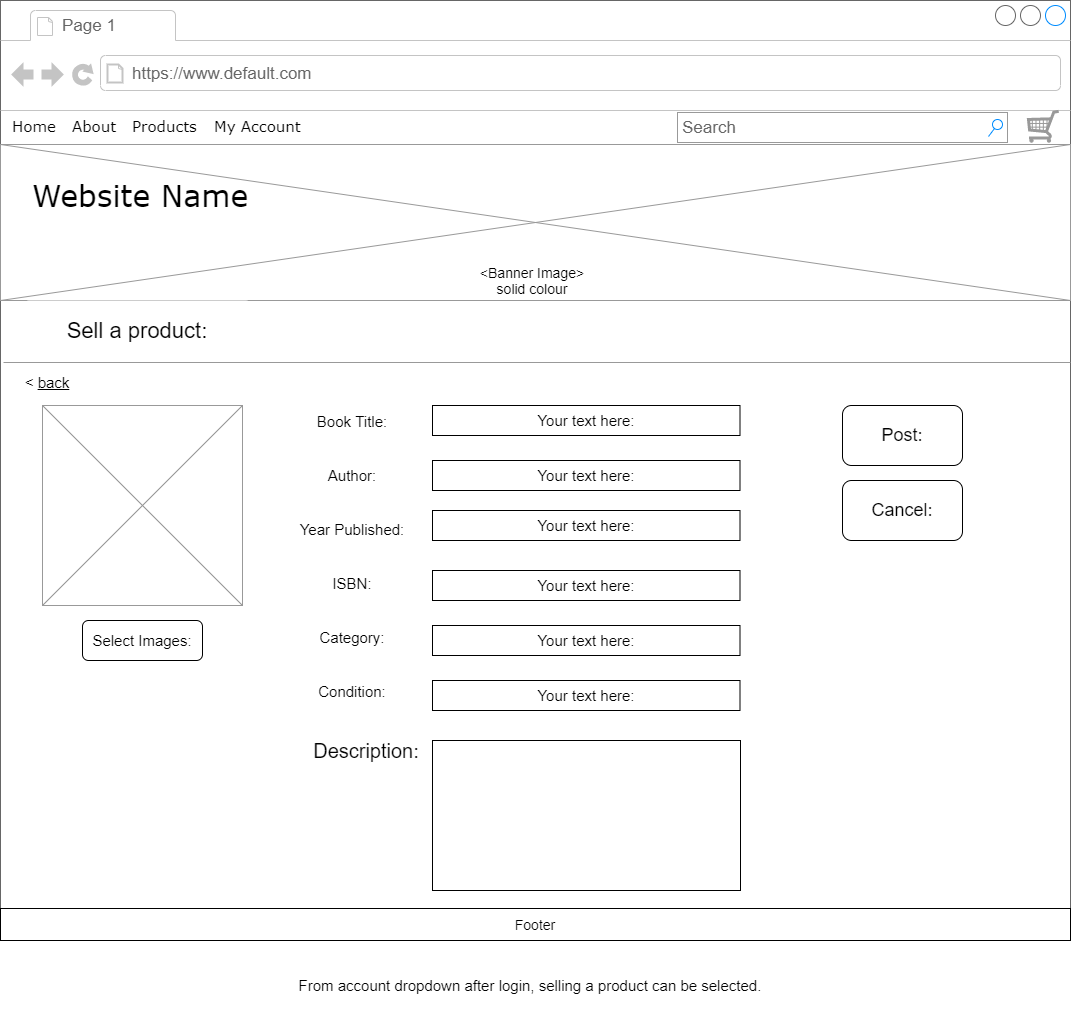 Page 1
https://www.default.com
Home About Products My Account Search
Website Name
<Banner Image>
solid colour
Sell a product:
< back
Book Title: Your text here: Post:
Author: Your text here:
Cancel:
Year Published: Your text here:
ISBN: Your text here:
Category: Your text here:
Select Images:
Condition: Your text here:
Description:
Footer
From account dropdown after login, selling a product can be selected.